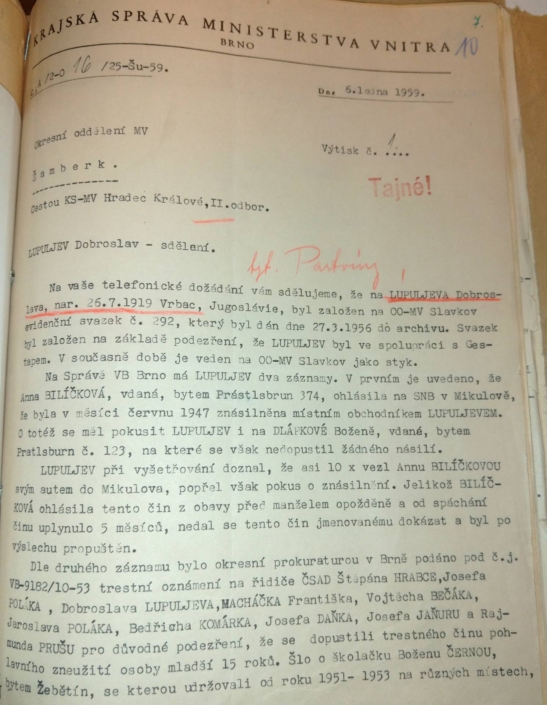 7.
KRAJSKÁ SPRÁVA MINISTERSTVA VNITRA 10
BRNO
A/2-0 16 /25-Šu-59.
Dne 6.ledna 1959.
Okresní oddělení MV
Výtisk č. 1...
Žamberk.
Tajné!
Cestou KS-MV Hradec Králové,II.odbor.
LUPULJEV Dobroslav - sdělení.
Na vaše telefonické dožádání vám sdělujeme, že na LUPULJEVA Dobros-
lava, nar. 26.7.1919 Vrbac, Jugoslávie, byl založen na OO-MV Slavkov
evidenční svazek č. 292, který byl dán dne 27.3.1956 do archivu. Svazek
byl založen na základě podezření, že LUPULJEV byl ve spolupráci s Ges-
tapem. V současné době je veden na OO-MV Slavkov jako styk.
Na Správě VB Brno má LUPULJEV dva záznamy. V prvním je uvedeno, že
Anna BILÍČKOVÁ, vdaná, bytem Prástlsbrun 374, ohlásila na SNB v Mikulově,
že byla v měsíci červnu 1947 znásilněna místním obchodníkem LUPULJEVEM.
O totéž se měl pokusit LUPULJEV i na DLÁPKOVÉ Boženě, vdané, bytem
Pratlsburn č. 123, na které se však nedopustil žádného násilí.
LUPULJEV při vyšetřování doznal, že asi 10 x vezl Annu BILÍČKOVOU
svým autem do Mikulova, popřel však pokus o znásilnění. Jelikož BILÍČ-
KOVÁ ohlásila tento čin z obavy před manželem opožděně a od spáchání
činu uplynulo 5 měsíců, nedal se tento čin jmenovanému dokázat a byl po
výslechu propuštěn.
Dle druhého záznamu bylo okresní prokuraturou v Brně podáno pod č.j.
VB-9182/10-53 trestní oznámení na řidiče ČSAD Štěpána HRABCE,Josefa
POLÁKA , Dobroslava LUPULJEVA,MACHÁČKA Františka, Vojtěcha BEČÁKA,
Jaroslava POLÁKA, Bedřicha KOMÁRKA, Josefa DAŇKA, Josefa JAŇURU a Raj-
munda PRUŠU pro důvodné podezření, že se dopustili trestného činu poh-
lavního zneužití osoby mladší 15 roků. Šlo o školačku Boženu ČERNOU,
bytem Žebětín, se kterou udržovali od roku 1951- 1953 na různých místech,